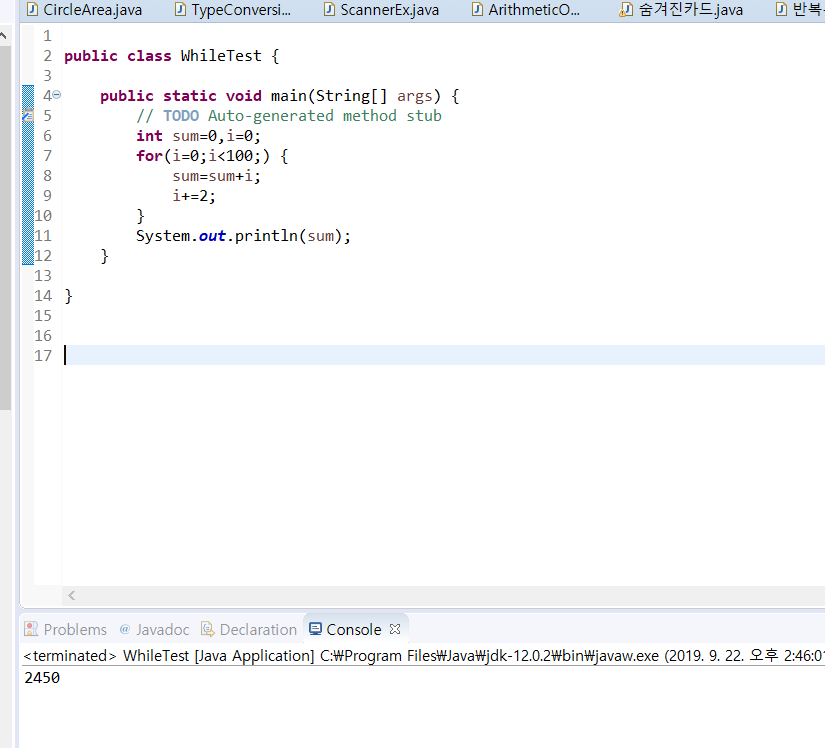 CircleArea.java TypeConversi... ScannerEx.java ArithmeticO... 숨겨진카드.java 반복
1
2 public class WhileTest {
3
4 public static void main(String[] args) {
5 // TODO Auto-generated method stub
6 int sum=0,i=0;
7 for(i=0;i<100;) {
8 sum=sum+i;
9 i+=2;
10 }
11 System.out.println(sum);
12 }
13
14 }
15
16
17
Problems @ Javadoc Declaration Console
<terminated> WhileTest [Java Application] C:₩Program Files₩Java₩jdk-12.0.2₩bin₩javaw.exe (2019. 9. 22. 오후 2:46:01
2450